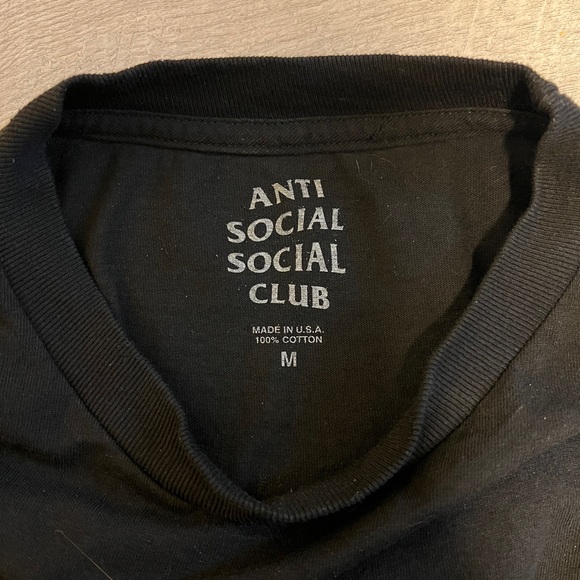 ANTI
SOCIAL
SOCIAL
CLUB
MADE IN U.S.A.
100% COTTON
M